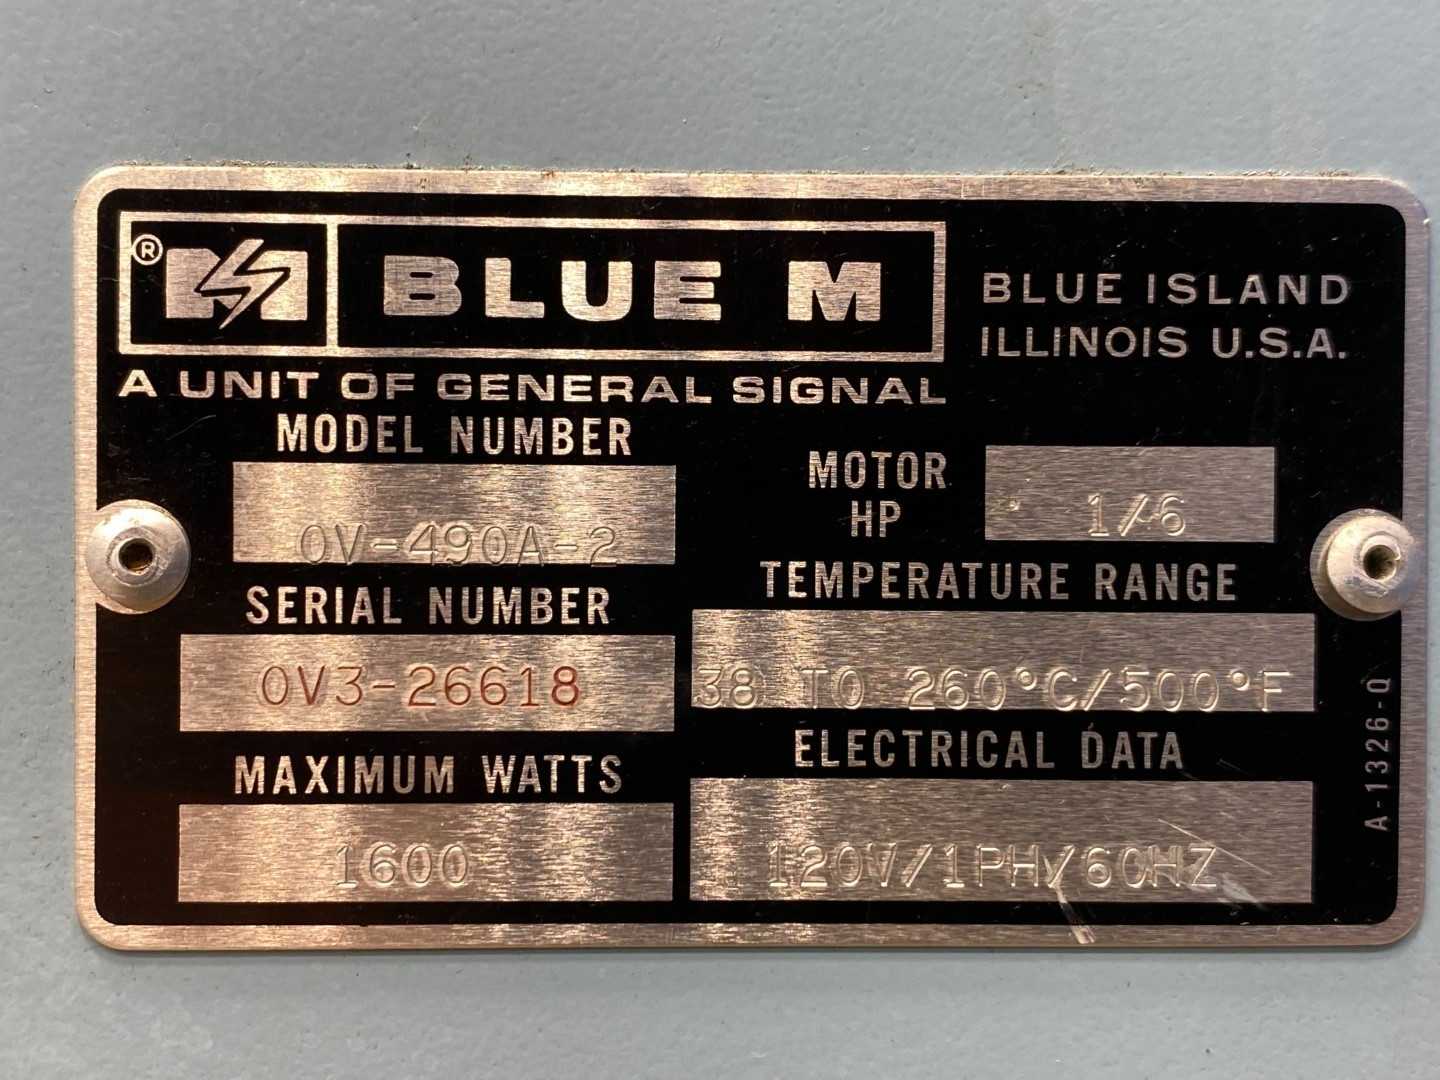 ® BLUE M
BLUE ISLAND
ILLINOIS U.S.A.
A UNIT OF GENERAL SIGNAL
MODEL NUMBER
OV-490A-2
MOTOR
HP
1/6
SERIAL NUMBER
OV3-26618
TEMPERATURE RANGE
38 TO 260°C/500°F
MAXIMUM WATTS
1600
ELECTRICAL DATA
120V/1PH/60HZ
A-1326-Q